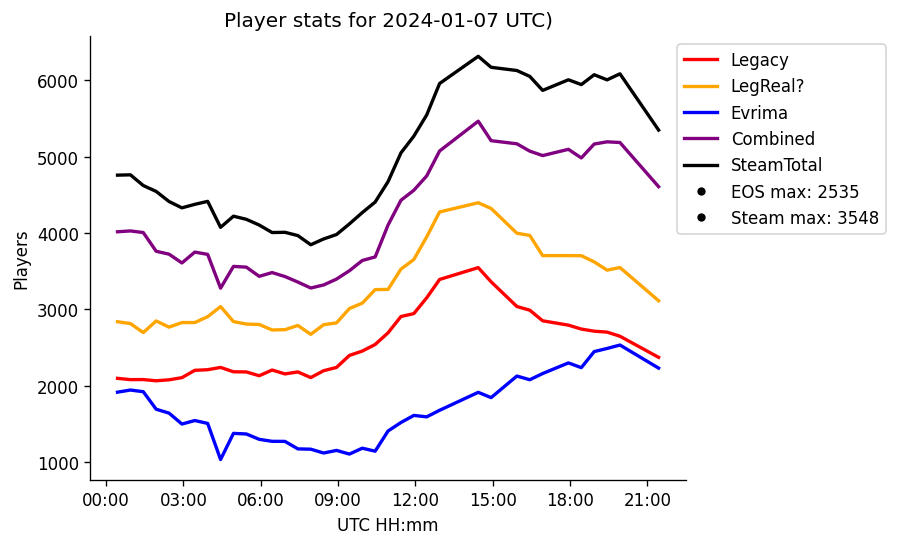 Player stats for 2024-01-07 UTC)
Players
6000
5000
4000
3000
2000
1000
00:00 03:00 06:00 09:00 12:00 15:00 18:00 21:00
UTC HH:mm
Legacy
LegReal?
Evrima
Combined
SteamTotal
EOS max: 2535
Steam max: 3548